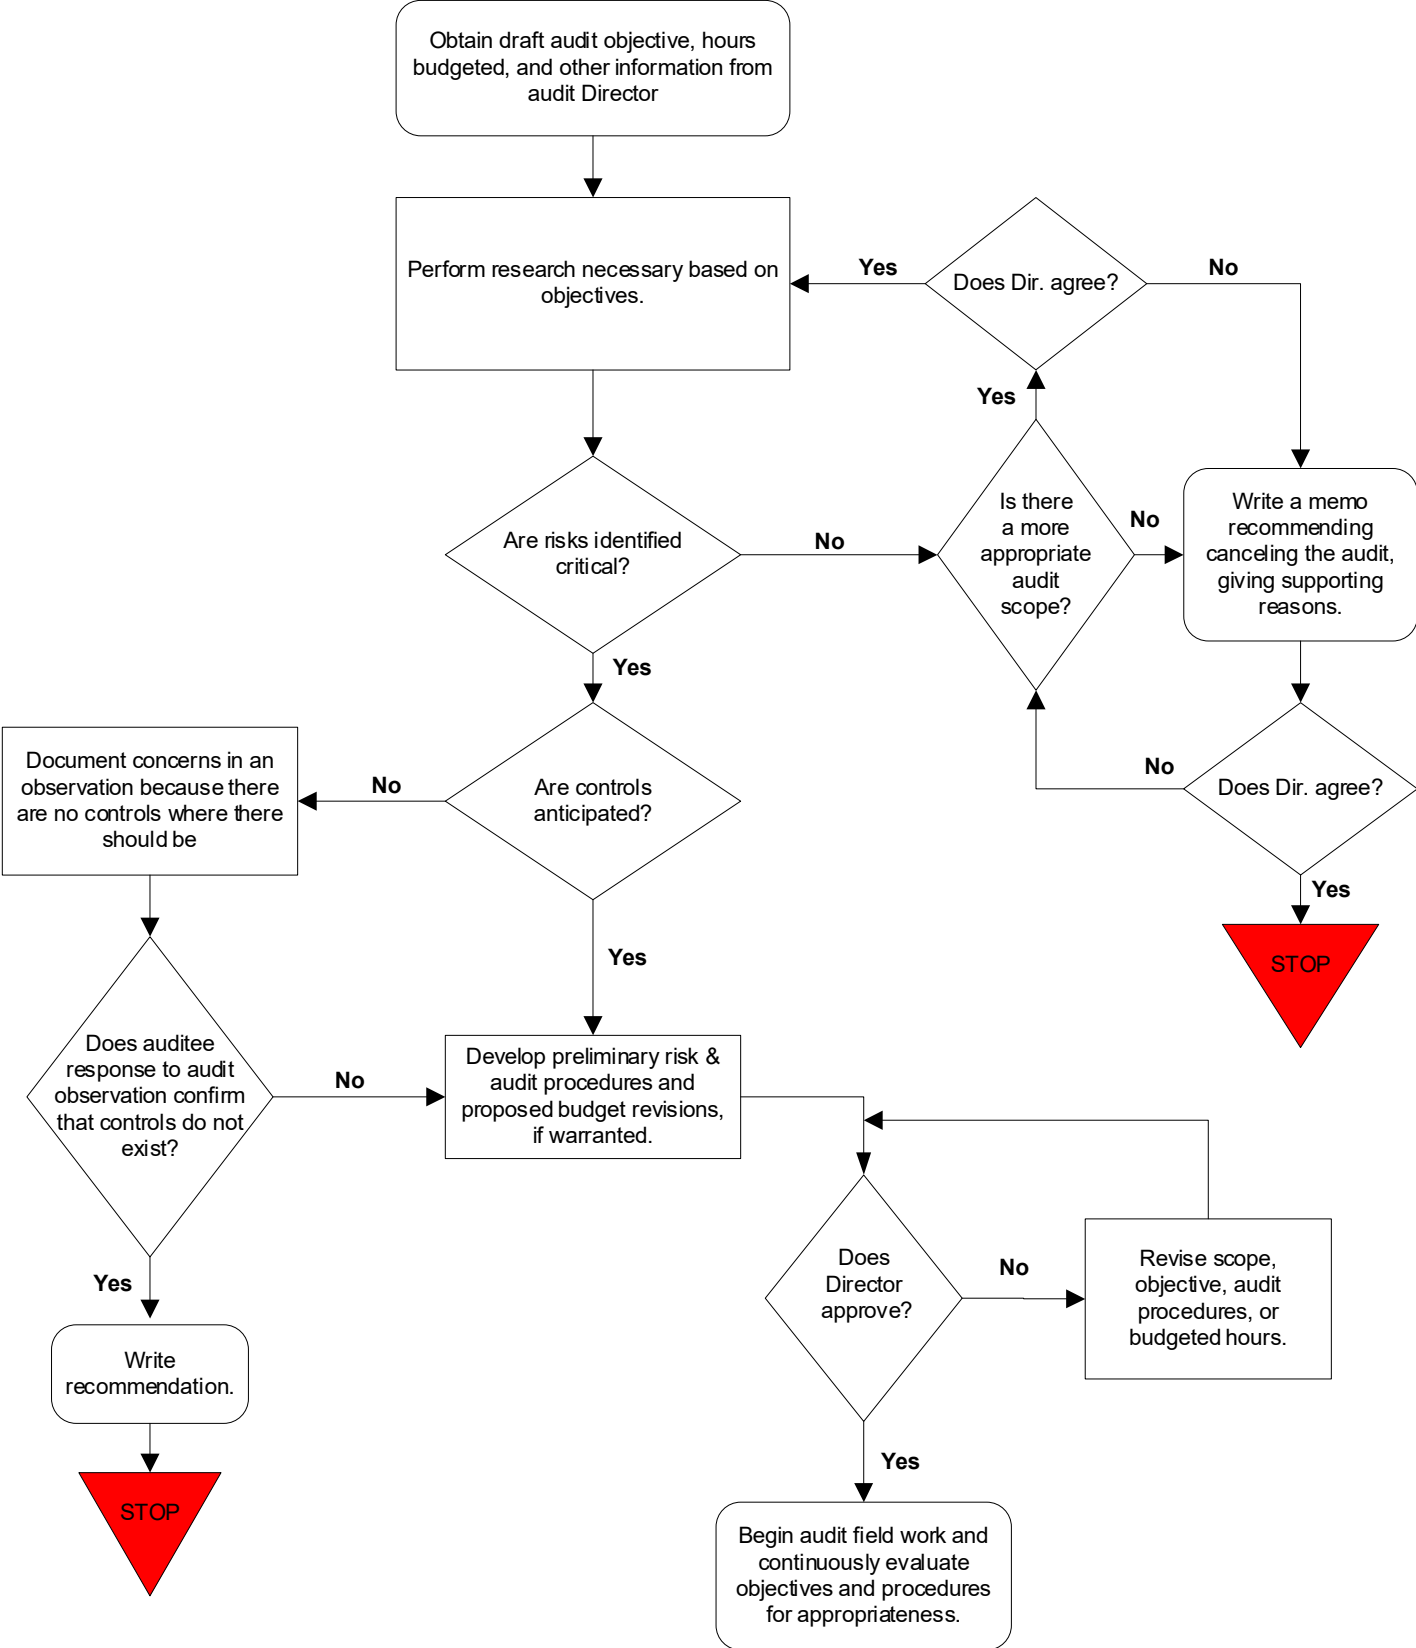 Obtain draft audit objective, hours
budgeted, and other information from
audit Director
Perform research necessary based on
objectives.
Yes
Does Dir. agree?
No
Yes
Are risks identified
critical?
No
Is there
a more
appropriate
audit
scope?
No
Write a memo
recommending
canceling the audit,
giving supporting
reasons.
Yes
Document concerns in an
observation because there
are no controls where there
should be
No
Are controls
anticipated?
No
Does Dir. agree?
Yes
STOP
Yes
Does auditee
response to audit
observation confirm
that controls do not
exist?
No
Develop preliminary risk &
audit procedures and
proposed budget revisions,
if warranted.
Does
Director
approve?
No
Revise scope,
objective, audit
procedures, or
budgeted hours.
Yes
Write
recommendation.
STOP
Yes
Begin audit field work and
continuously evaluate
objectives and procedures
for appropriateness.